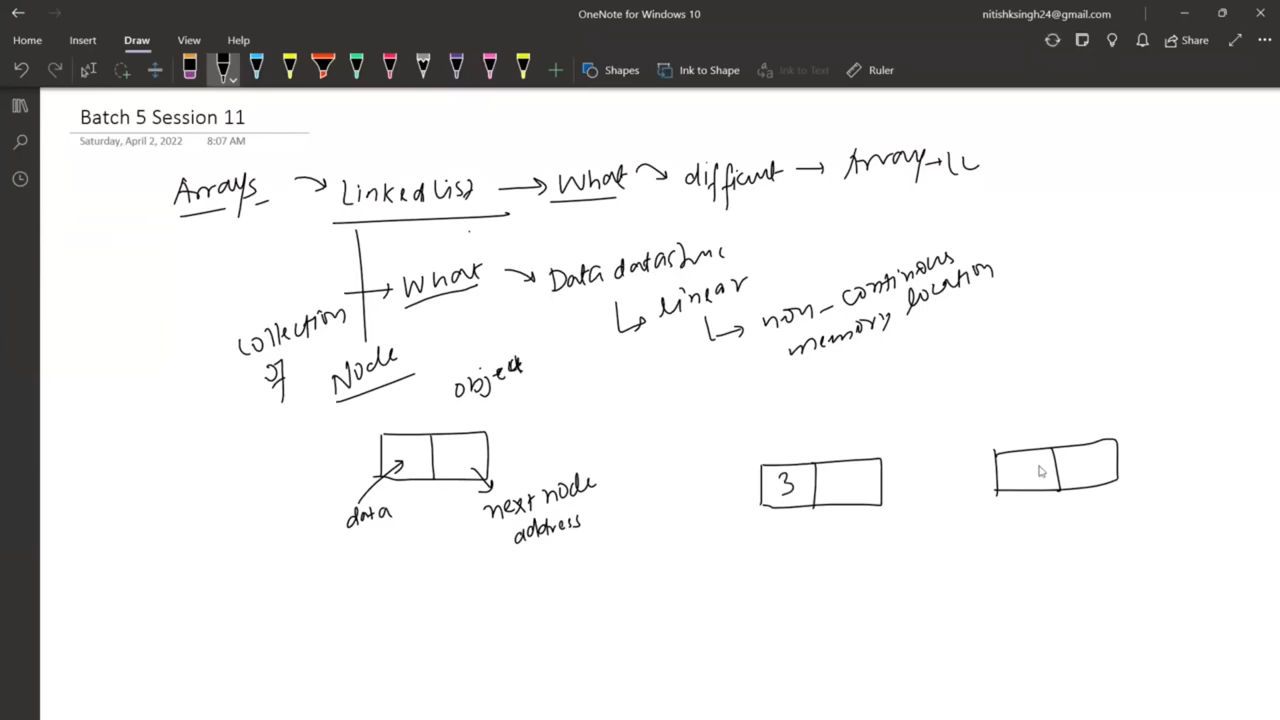 OneNote for Windows 10
nitishksingh24@gmail.com
Home Insert Draw View Help
Share
Shapes Ink to Shape Ink to Text Ruler
Batch 5 Session 11
Saturday, April 2, 2022 8:07 AM
Arrays LinkedList What difficult Array LL
What Data
linear
non-continous
memory location
collection
of
Node
object
3
data
next node
address